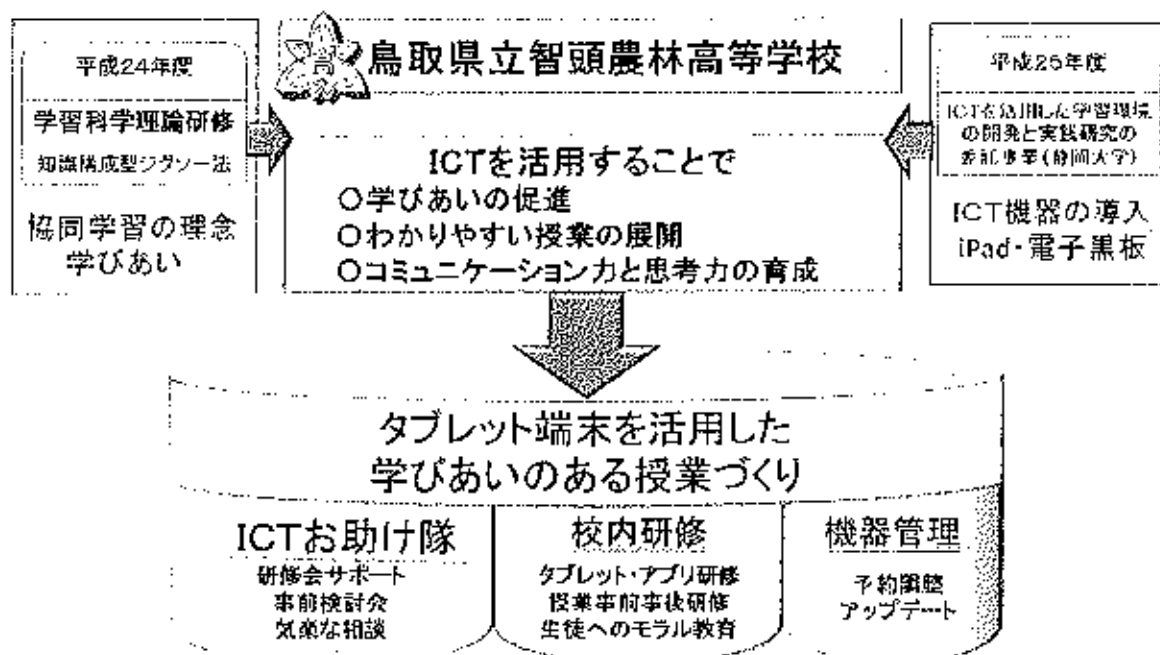 鳥取県立智頭農林高等学校
平成24年度
学習科学理論研修
知識構成型ジグソー法
協同学習の理念
学びあい
ICTを活用することで
○学びあいの促進
○わかりやすい授業の展開
○コミュニケーション力と思考力の育成
平成25年度
ICTを活用した学習環境
の開発と実践研究の
委託事業(静岡大学)
ICT機器の導入
iPad・電子黒板
タブレット端末を活用した
学びあいのある授業づくり
ICTお助け隊
研修会サポート
事前検討会
気楽な相談
校内研修
タブレット・アプリ研修
授業事前事後研修
生徒へのモラル教育
機器管理
予約調整
アップデート